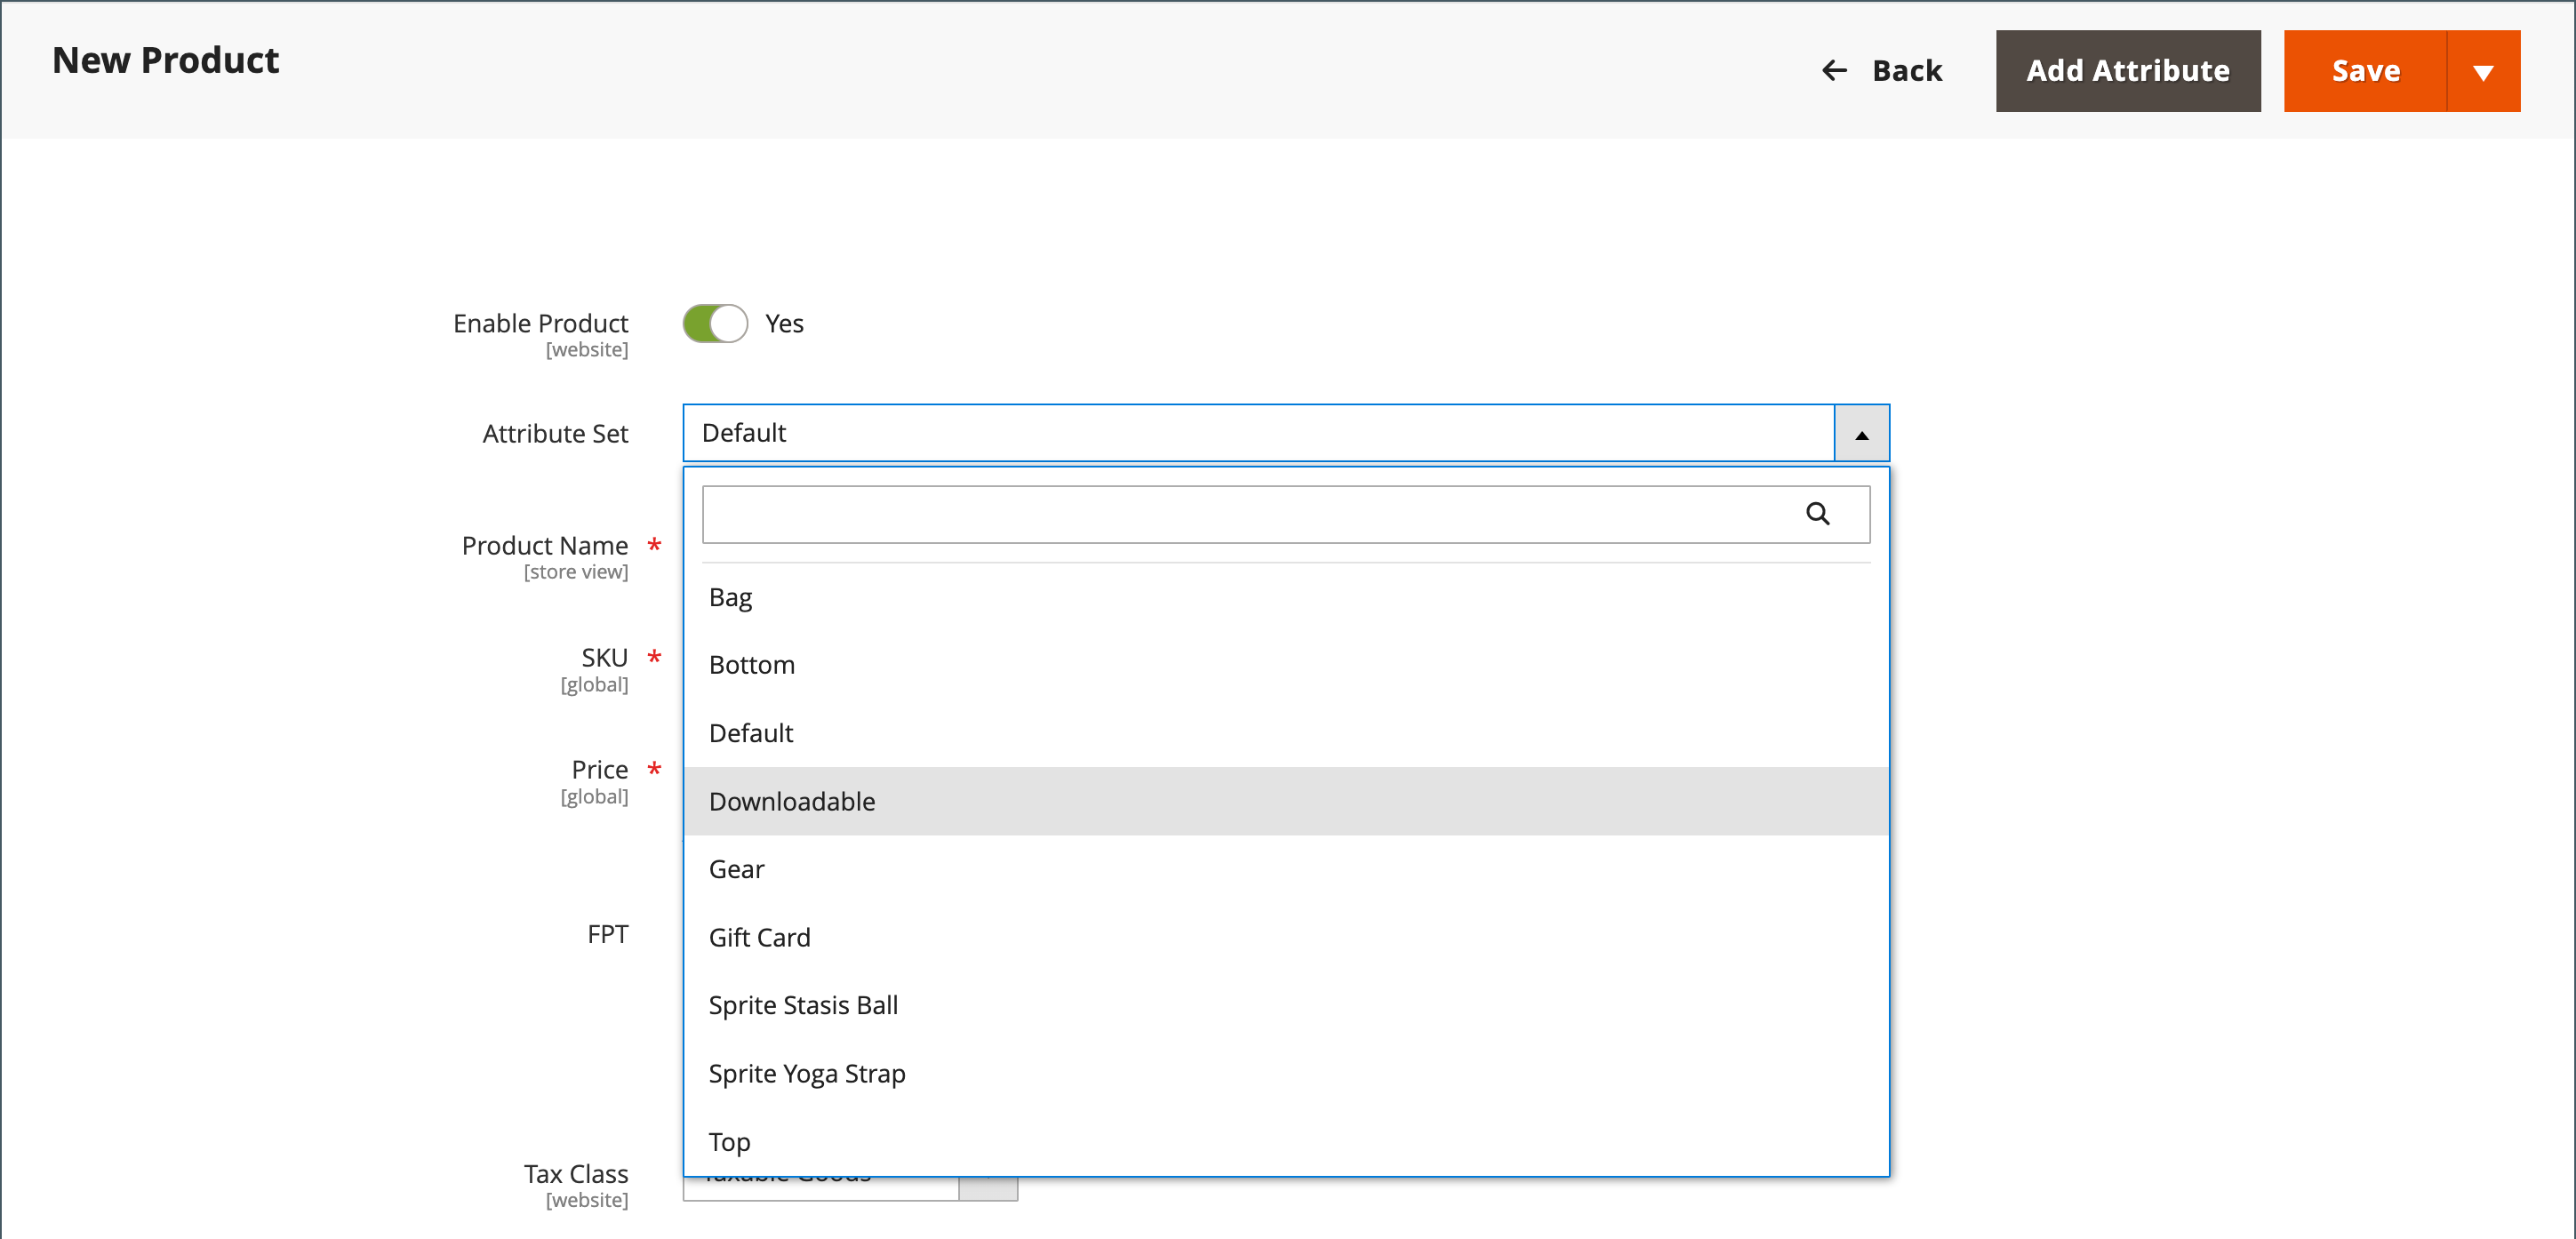 New Product
Back
Add Attribute
Save
Enable Product
[website]
Yes
Attribute Set
Default
Product Name *
[store view]
SKU *
[global]
Price *
[global]
FPT
Tax Class
[website]
Bag
Bottom
Default
Downloadable
Gear
Gift Card
Sprite Stasis Ball
Sprite Yoga Strap
Top
Taxable Goods